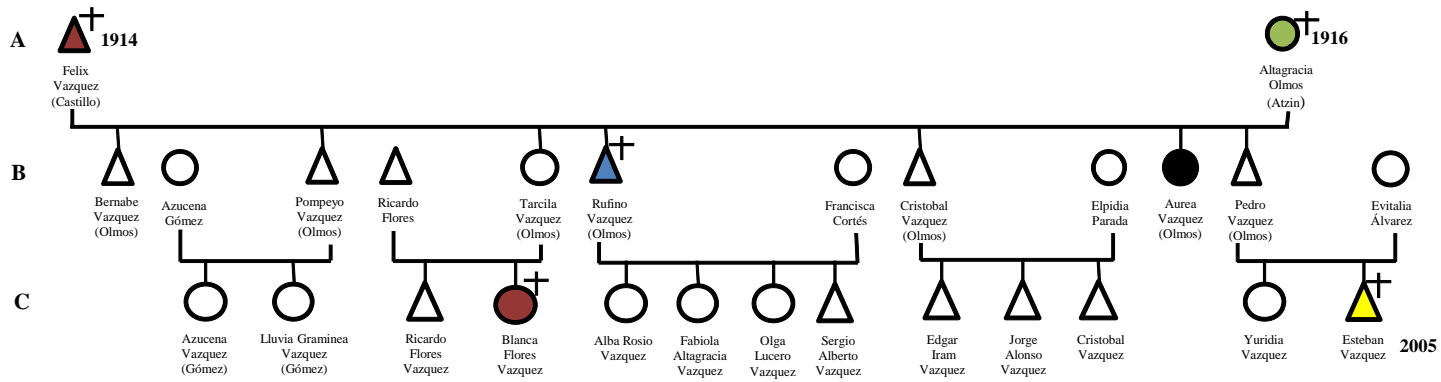 A
1914
1916
Felix
Vazquez
(Castillo)
Altagracia
Olmos
(Atzin)
B
Bernabe
Vazquez
(Olmos)
Azucena
Gómez
Pompeyo
Vazquez
(Olmos)
Ricardo
Flores
Tarcila
Vazquez
(Olmos)
Rufino
Vazquez
(Olmos)
Francisca
Cortés
Cristobal
Vazquez
(Olmos)
Elpidia
Parada
Aurea
Vazquez
(Olmos)
Pedro
Vazquez
(Olmos)
Evitalia
Álvarez
C
Azucena
Vazquez
(Gómez)
Lluvia Graminea
Vazquez
(Gómez)
Ricardo
Flores
Vazquez
Blanca
Flores
Vazquez
Alba Rosio
Vazquez
Fabiola
Altagracia
Vazquez
Olga
Lucero
Vazquez
Sergio
Alberto
Vazquez
Edgar
Iram
Vazquez
Jorge
Alonso
Vazquez
Cristobal
Vazquez
Yuridia
Vazquez
Esteban
Vazquez
2005